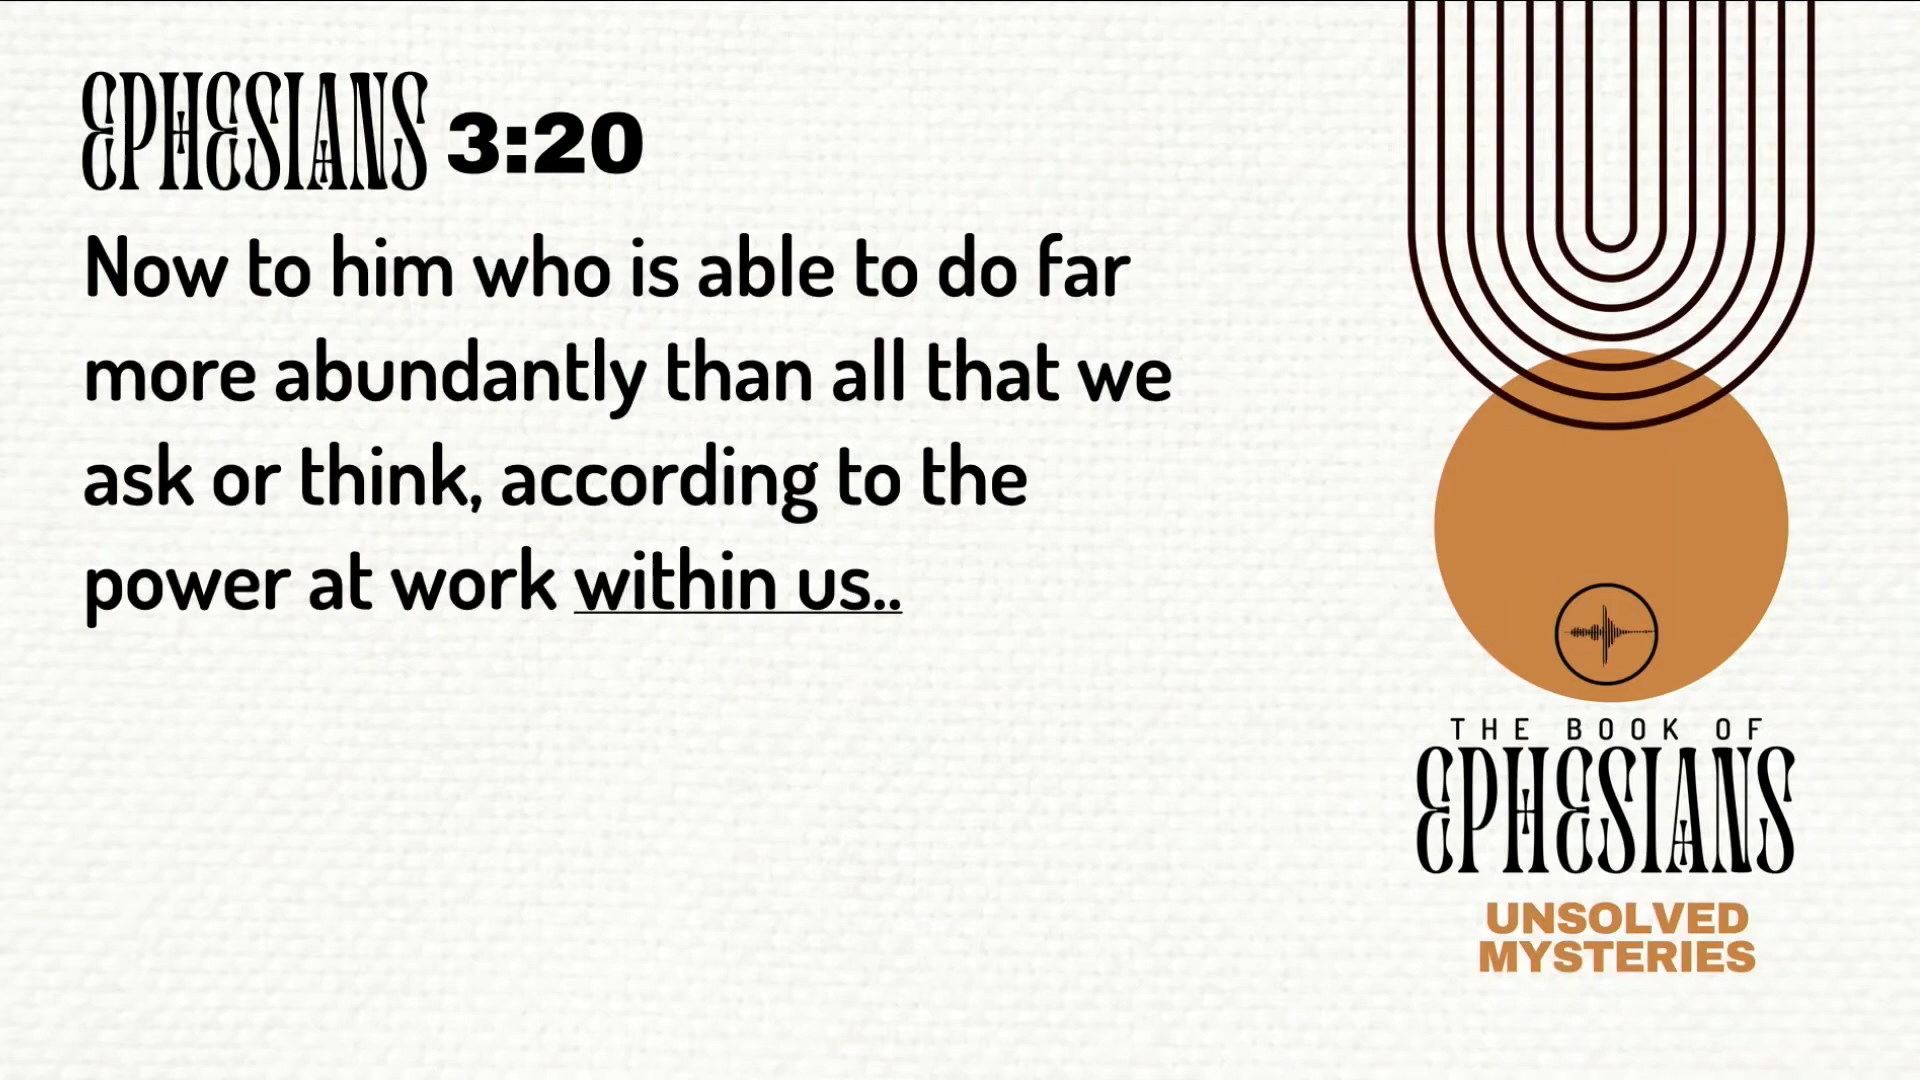 EPHESIANS 3:20
Now to him who is able to do far
more abundantly than all that we
ask or think, according to the
power at work within us..
THE BOOK OF
EPHESIANS
UNSOLVED
MYSTERIES